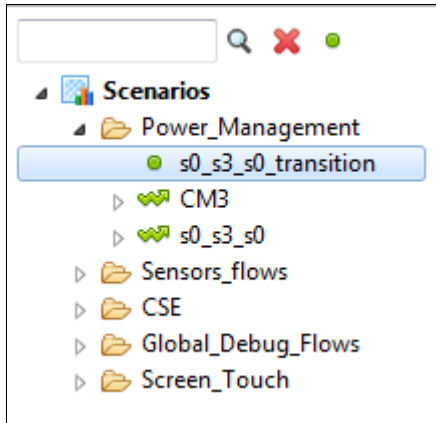 Scenarios
Power_Management
s0_s3_s0_transition
CM3
s0_s3_s0
Sensors_flows
CSE
Global_Debug_Flows
Screen_Touch